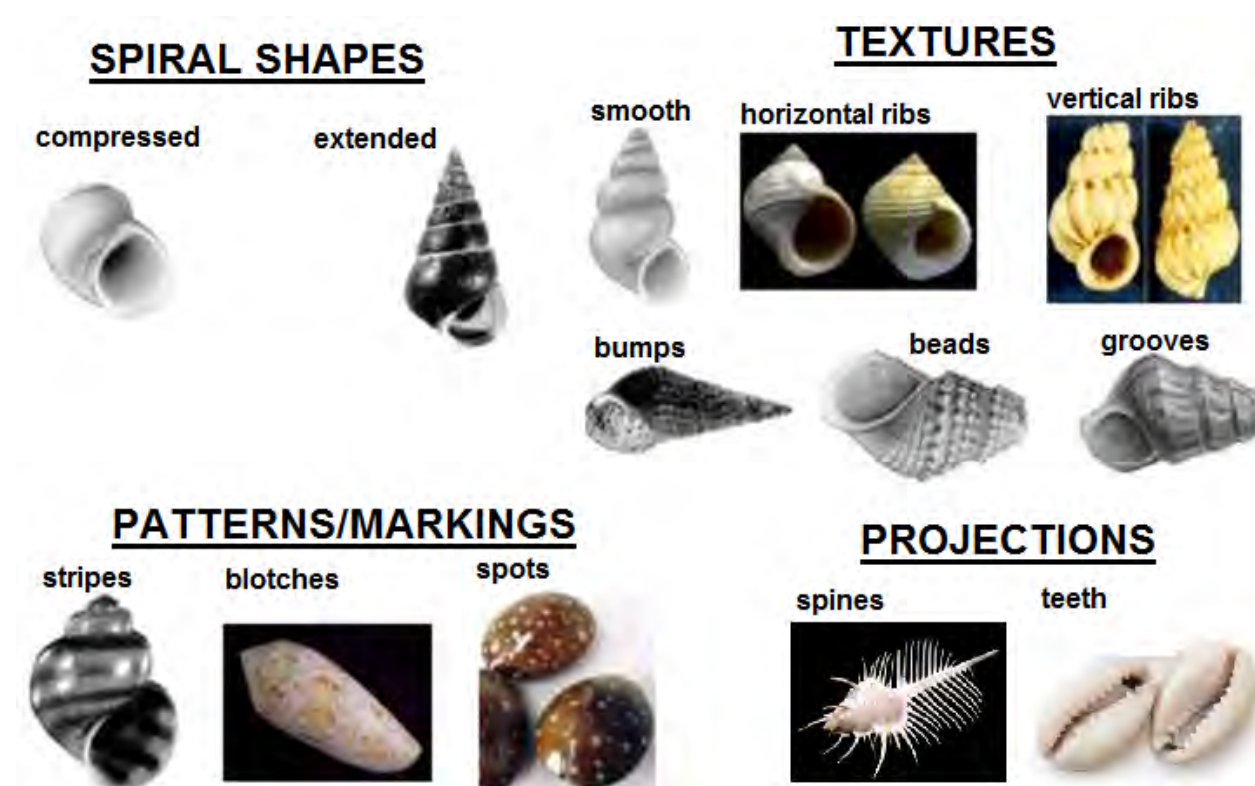 SPIRAL SHAPES
compressed
extended
TEXTURES
smooth
horizontal ribs
vertical ribs
bumps
beads
grooves
PATTERNS/MARKINGS
stripes
blotches
spots
PROJECTIONS
spines
teeth